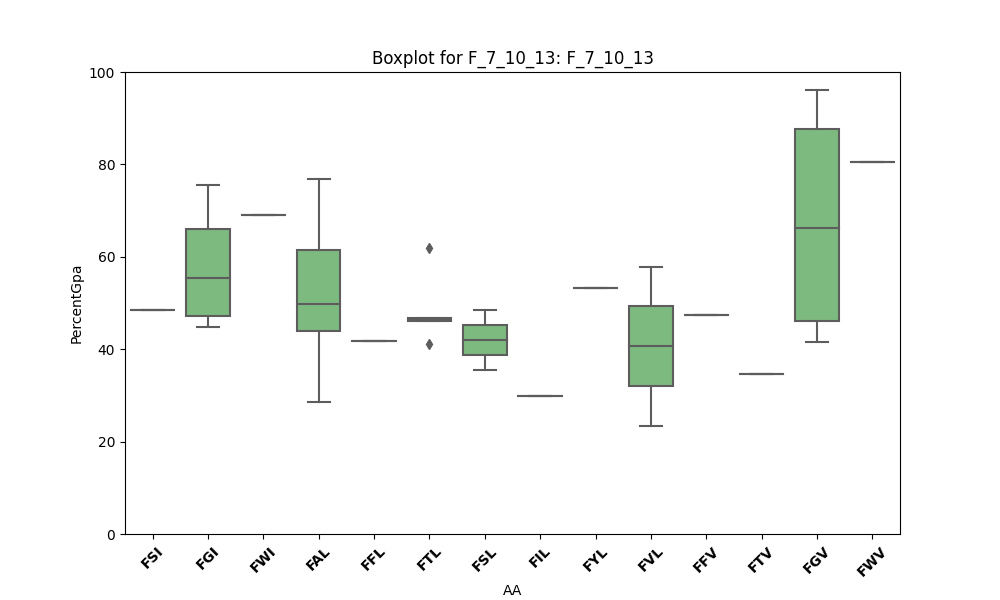 Boxplot for F_7_10_13: F_7_10_13
100
80
60
40
20
0
PercentGpa
FSI FGI FWI FAL FFL FTL FSL FIL FYL FVL FFV FTV FGV FWV
AA